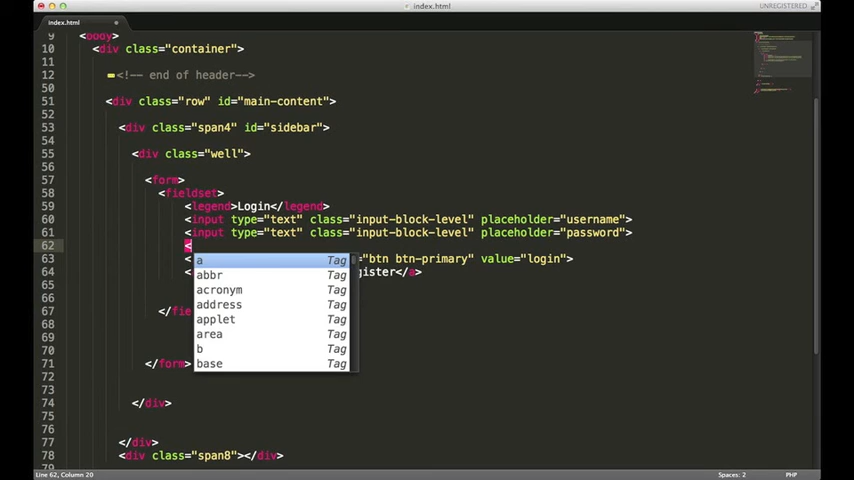 index.html
UNREGISTERED
index.html
9 <body>
10 <div class="container">
11
12 <!-- end of header-->
50
51 <div class="row" id="main-content">
52
53 <div class="span4" id="sidebar">
54
55 <div class="well">
56
57 <form>
58 <fieldset>
59 <legend>Login</legend>
60 <input type="text" class="input-block-level" placeholder="username">
61 <input type="text" class="input-block-level" placeholder="password">
62 <
63 < ="btn btn-primary" value="login">
64 < gister</a>
65
66
67 </fie
68
69
70
71 </form>
72
73
74 </div>
75
76
77 </div>
78 <div class="span8"></div>
79
a Tag
abbr Tag
acronym Tag
address Tag
applet Tag
area Tag
b Tag
base Tag
Line 62, Column 20
Spaces: 2
PHP